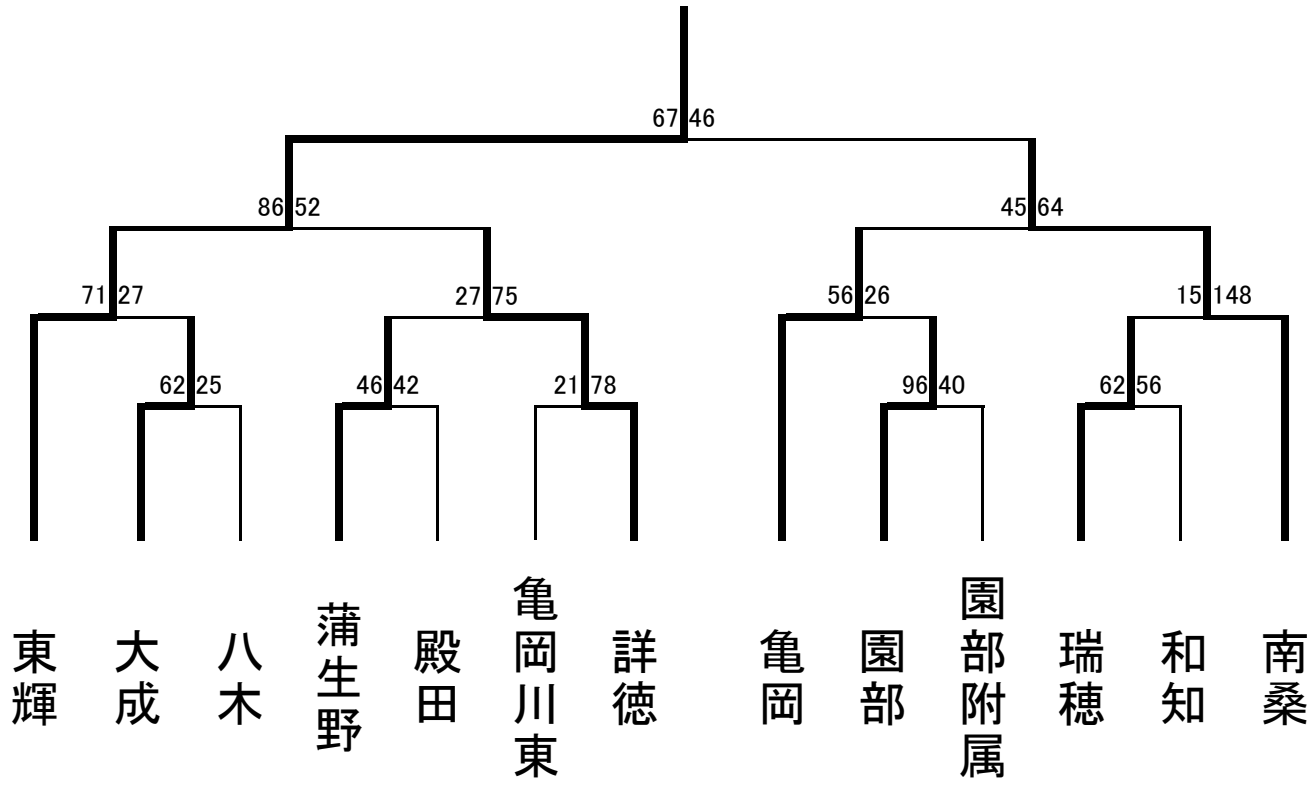 67 46
86 52
45 64
71 27
27 75
56 26
15 148
62 25
46 42
21 78
96 40
62 56
東輝
大成
八木
蒲生野
殿田
亀岡川東
詳徳
亀岡
園部
園部附属
瑞穂
和知
南桑